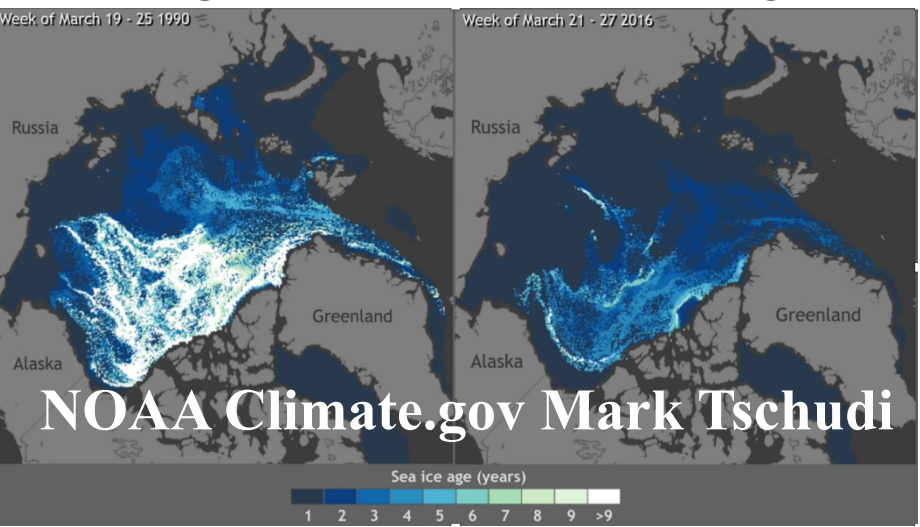 Week of March 19 - 25 1990
Week of March 21 - 27 2016
Russia
Russia
Greenland
Greenland
Alaska
Alaska
NOAA Climate.gov Mark Tschudi
Sea ice age (years)
1 2 3 4 5 6 7 8 9 >9